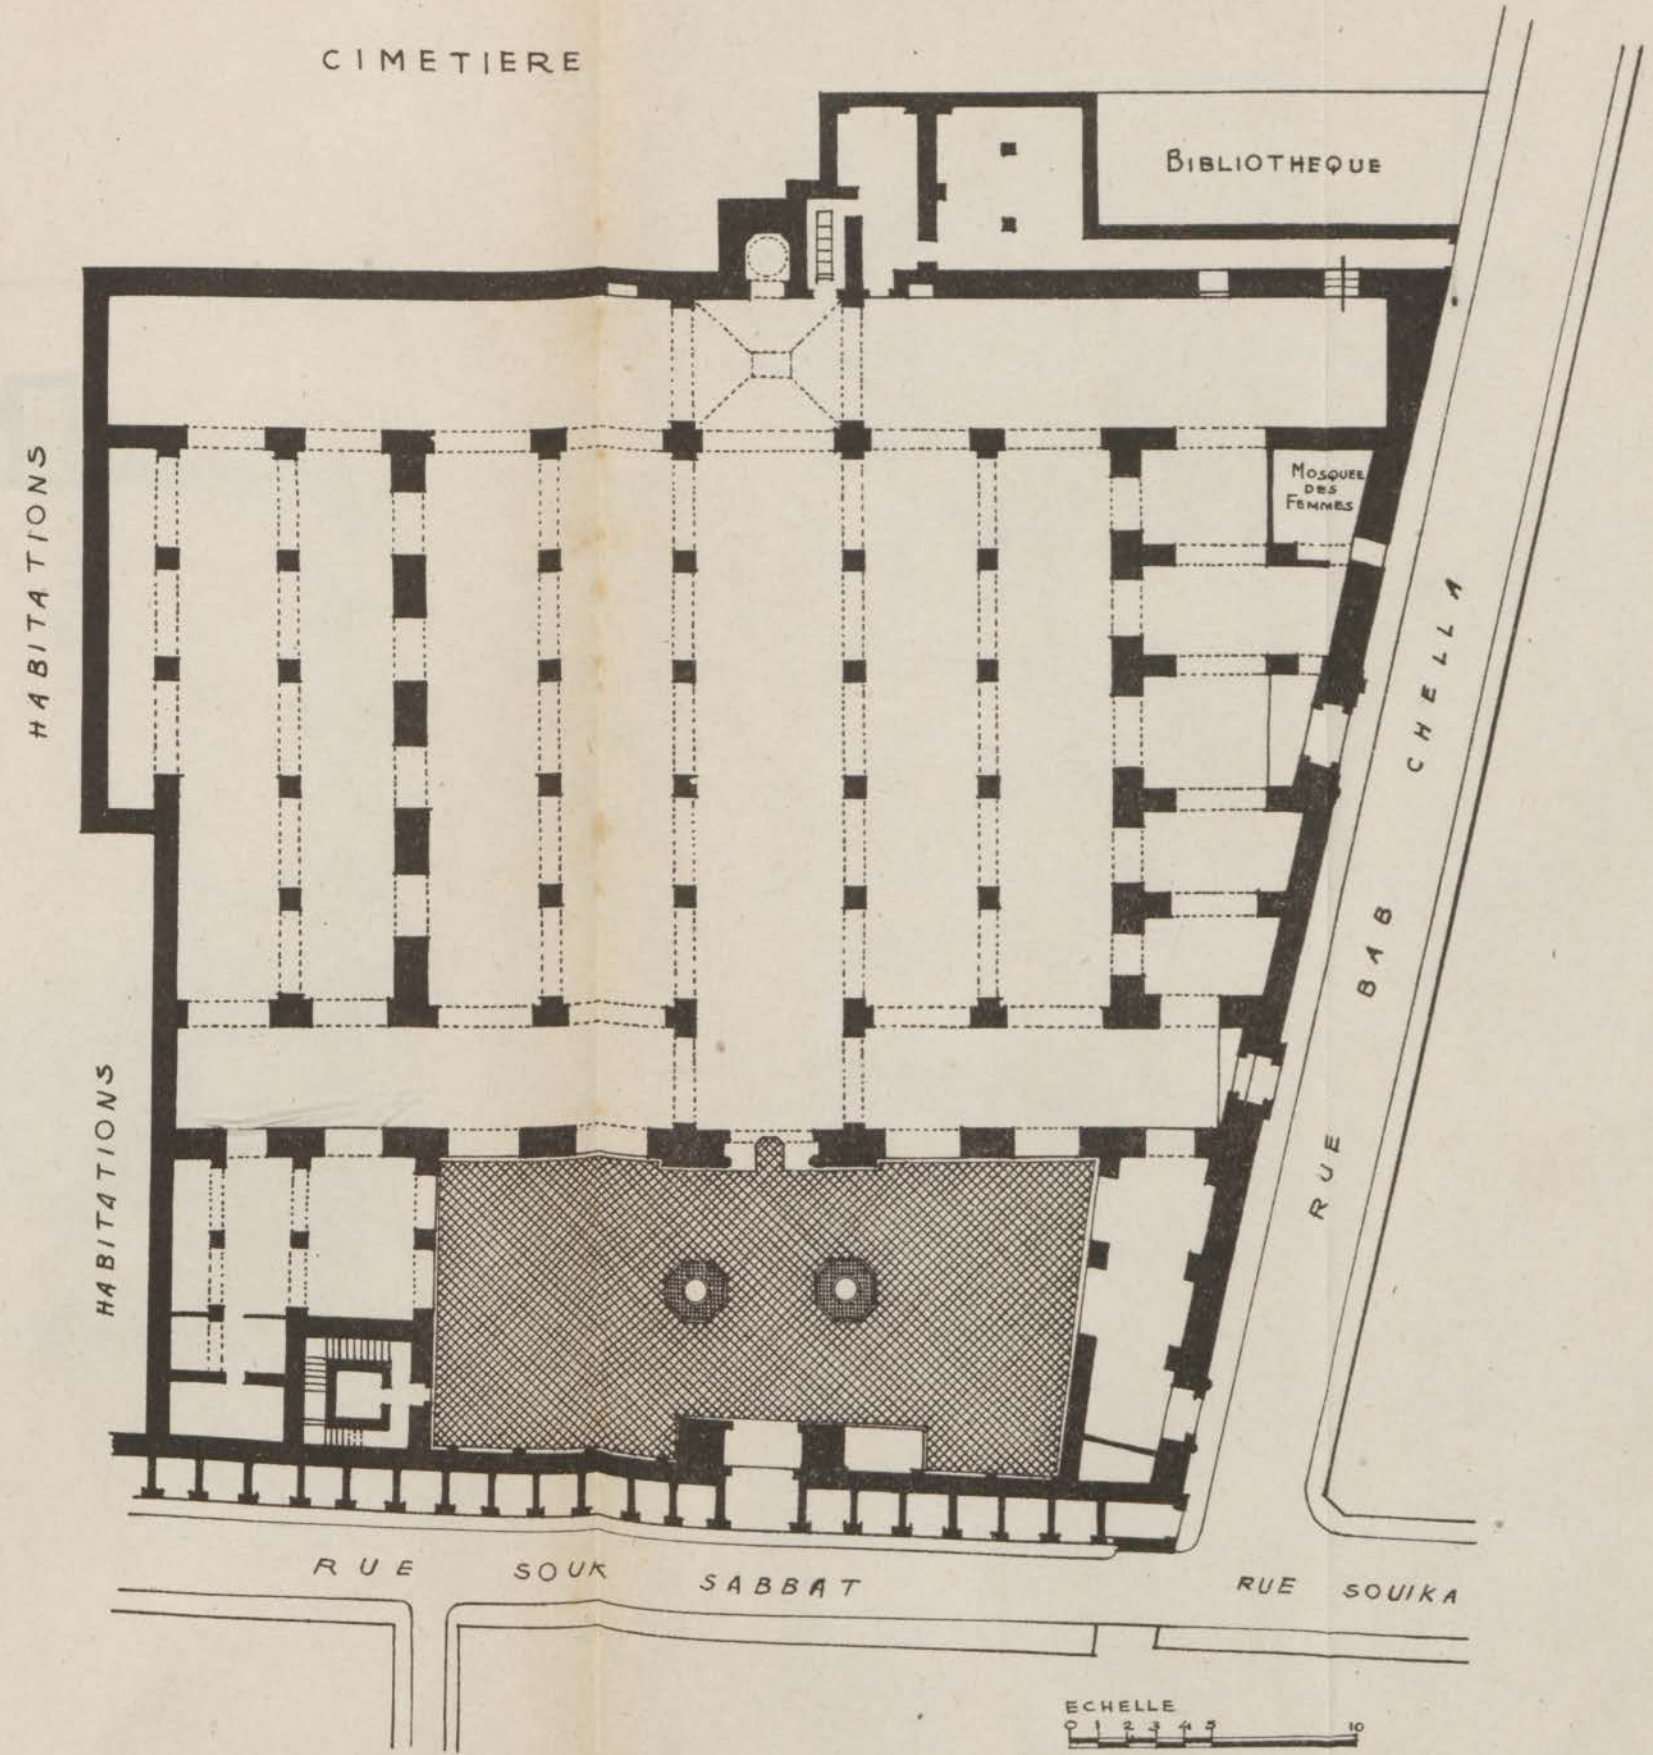 CIMETIERE
BIBLIOTHEQUE
HABITATIONS
MOSQUEE
DES
FEMMES
RUE BAB CHELLA
HABITATIONS
RUE SOUK SABBAT
RUE SOUIKA
ECHELLE
0 1 2 3 4 5 10